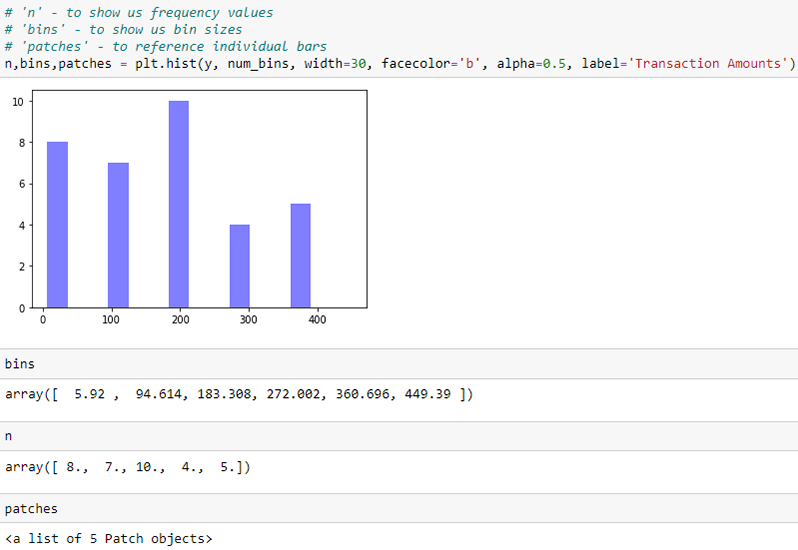 # 'n' - to show us frequency values
# 'bins' - to show us bin sizes
# 'patches' - to reference individual bars
n,bins,patches = plt.hist(y, num_bins, width=30, facecolor='b', alpha=0.5, label='Transaction Amounts')
10
8
6
4
2
0
0 100 200 300 400
bins
array([  5.92 ,  94.614, 183.308, 272.002, 360.696, 449.39 ])
n
array([ 8.,  7., 10.,  4.,  5.])
patches
<a list of 5 Patch objects>